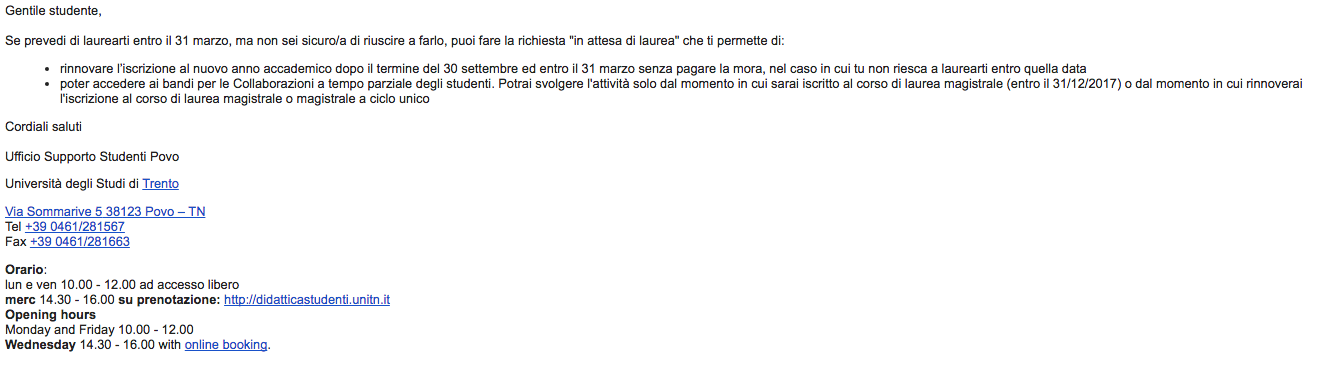 Gentile studente,
Se prevedi di laurearti entro il 31 marzo, ma non sei sicuro/a di riuscire a farlo, puoi fare la richiesta "in attesa di laurea" che ti permette di:
• rinnovare l'iscrizione al nuovo anno accademico dopo il termine del 30 settembre ed entro il 31 marzo senza pagare la mora, nel caso in cui tu non riesca a laurearti entro quella data
• poter accedere ai bandi per le Collaborazioni a tempo parziale degli studenti. Potrai svolgere l'attività solo dal momento in cui sarai iscritto al corso di laurea magistrale (entro il 31/12/2017) o dal momento in cui rinnoverai
l'iscrizione al corso di laurea magistrale o magistrale a ciclo unico
Cordiali saluti
Ufficio Supporto Studenti Povo
Università degli Studi di Trento
Via Sommarive 5 38123 Povo – TN
Tel +39 0461/281567
Fax +39 0461/281663
Orario:
lun e ven 10.00 - 12.00 ad accesso libero
merc 14.30 - 16.00 su prenotazione: http://didatticastudenti.unitn.it
Opening hours
Monday and Friday 10.00 - 12.00
Wednesday 14.30 - 16.00 with online booking.